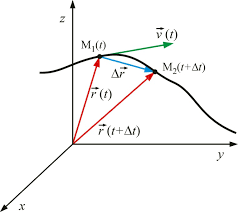 z
M₁(t)
v⃗(t)
Δr⃗
M₂(t+Δt)
r⃗(t)
r⃗(t+Δt)
y
x